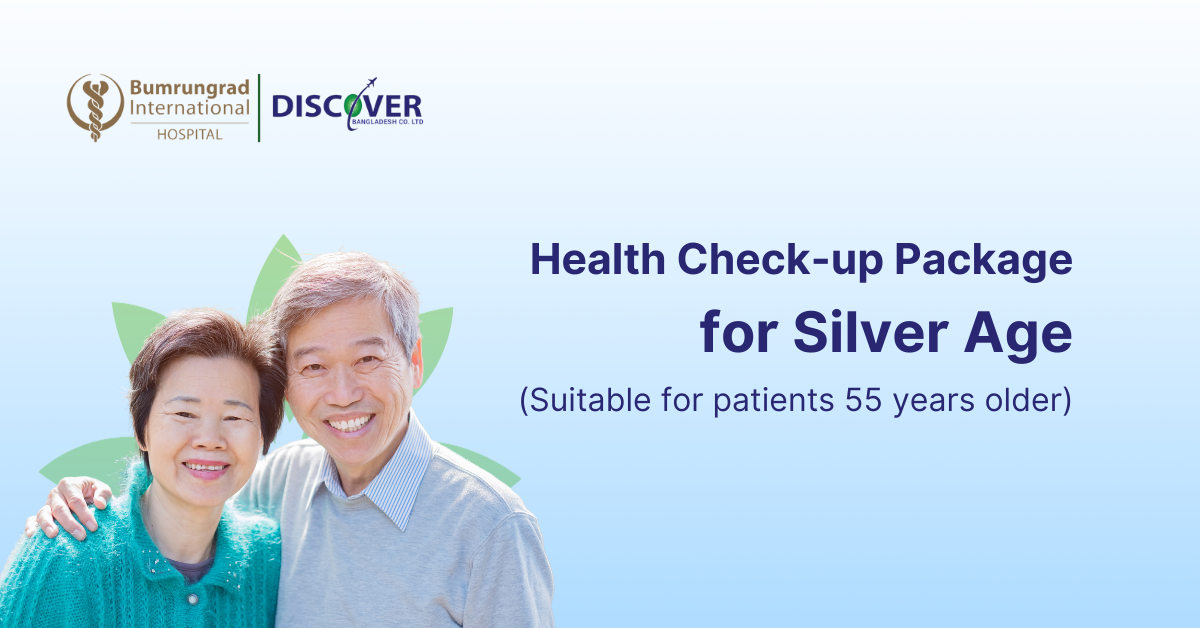 Bumrungrad
International
HOSPITAL
DISCOVER
BANGLADESH CO. LTD
Health Check-up Package
for Silver Age
(Suitable for patients 55 years older)